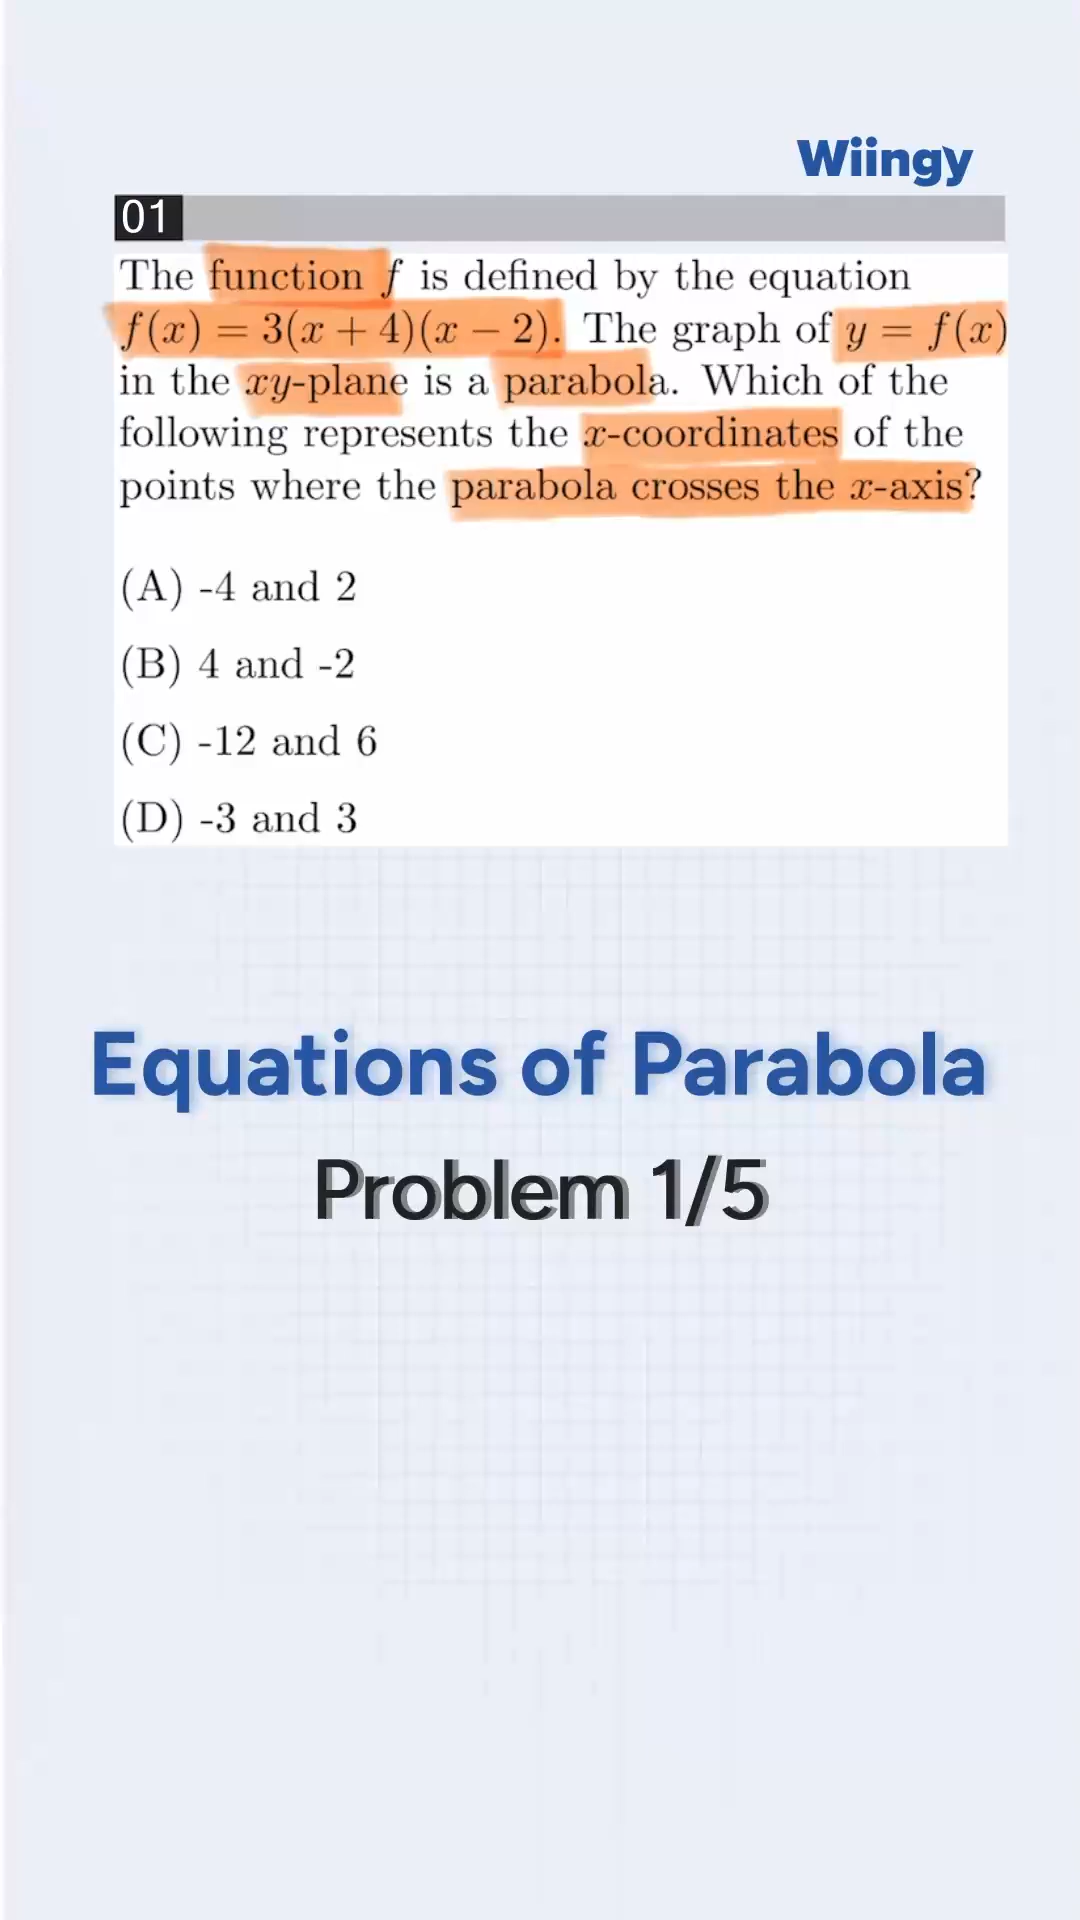 Wiingy
01
The function f is defined by the equation
f(x) = 3(x + 4)(x − 2). The graph of y = f(x)
in the xy-plane is a parabola. Which of the
following represents the x-coordinates of the
points where the parabola crosses the x-axis?
(A) -4 and 2
(B) 4 and -2
(C) -12 and 6
(D) -3 and 3
Equations of Parabola
Problem 1/5